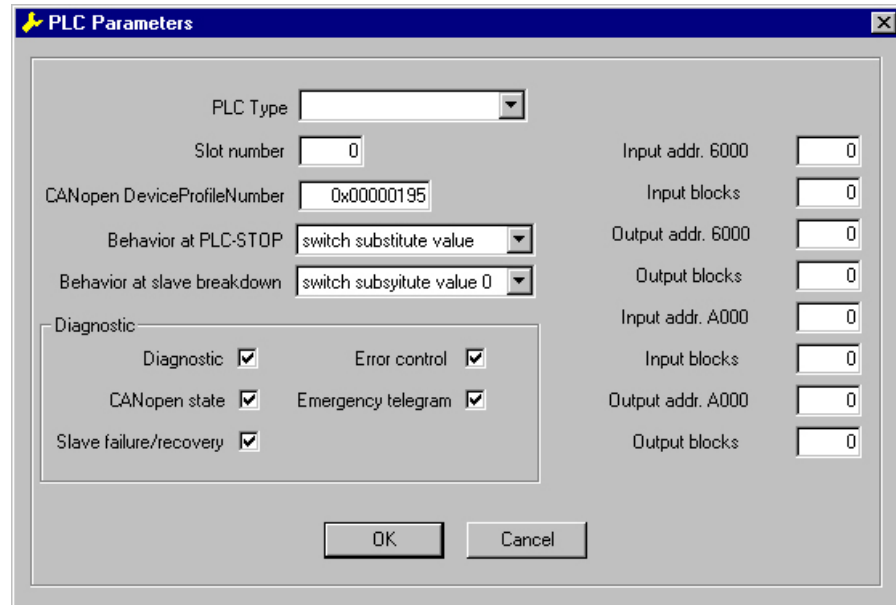 PLC Parameters
PLC Type
Slot number 0
CANopen DeviceProfileNumber 0x00000195
Behavior at PLC-STOP switch substitute value
Behavior at slave breakdown switch subsyitute value 0
Diagnostic
Diagnostic Error control
CANopen state Emergency telegram
Slave failure/recovery
Input addr. 6000 0
Input blocks 0
Output addr. 6000 0
Output blocks 0
Input addr. A000 0
Input blocks 0
Output addr. A000 0
Output blocks 0
OK Cancel